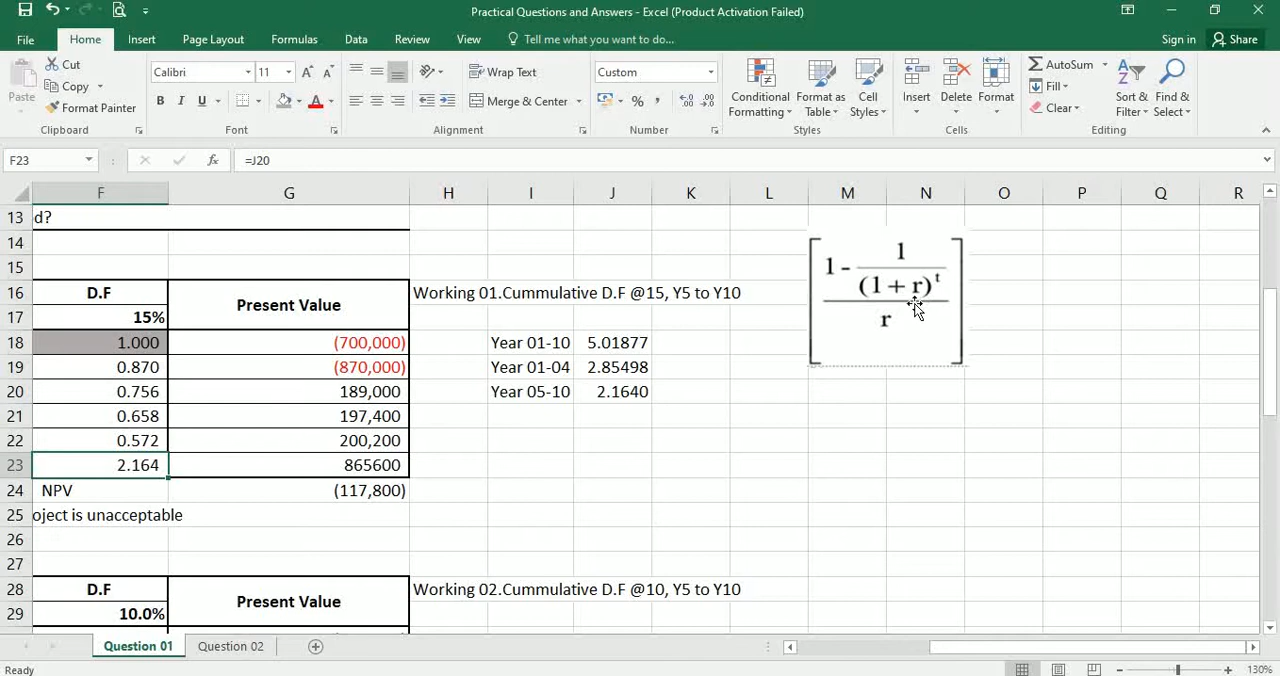 Practical Questions and Answers - Excel (Product Activation Failed)
File Home Insert Page Layout Formulas Data Review View Tell me what you want to do... Sign in Share
Paste Cut Copy Format Painter Clipboard
Calibri 11 B I U A Font
Wrap Text Merge & Center Alignment
Custom % , Number
Conditional Formatting Format as Table Cell Styles Styles
Insert Delete Format Cells
AutoSum Fill Clear Sort & Filter Find & Select Editing
F23 fx =J20
F G H I J K L M N O P Q R
13 d?
14
15
16 D.F Present Value Working 01.Cummulative D.F @15, Y5 to Y10
17 15%
18 1.000 (700,000) Year 01-10 5.01877
19 0.870 (870,000) Year 01-04 2.85498
20 0.756 189,000 Year 05-10 2.1640
21 0.658 197,400
22 0.572 200,200
23 2.164 865600
24 NPV (117,800)
25 oject is unacceptable
26
27
28 D.F Present Value Working 02.Cummulative D.F @10, Y5 to Y10
29 10.0%
1
1 -
(1 + r)t
r
Question 01 Question 02
Ready 130%